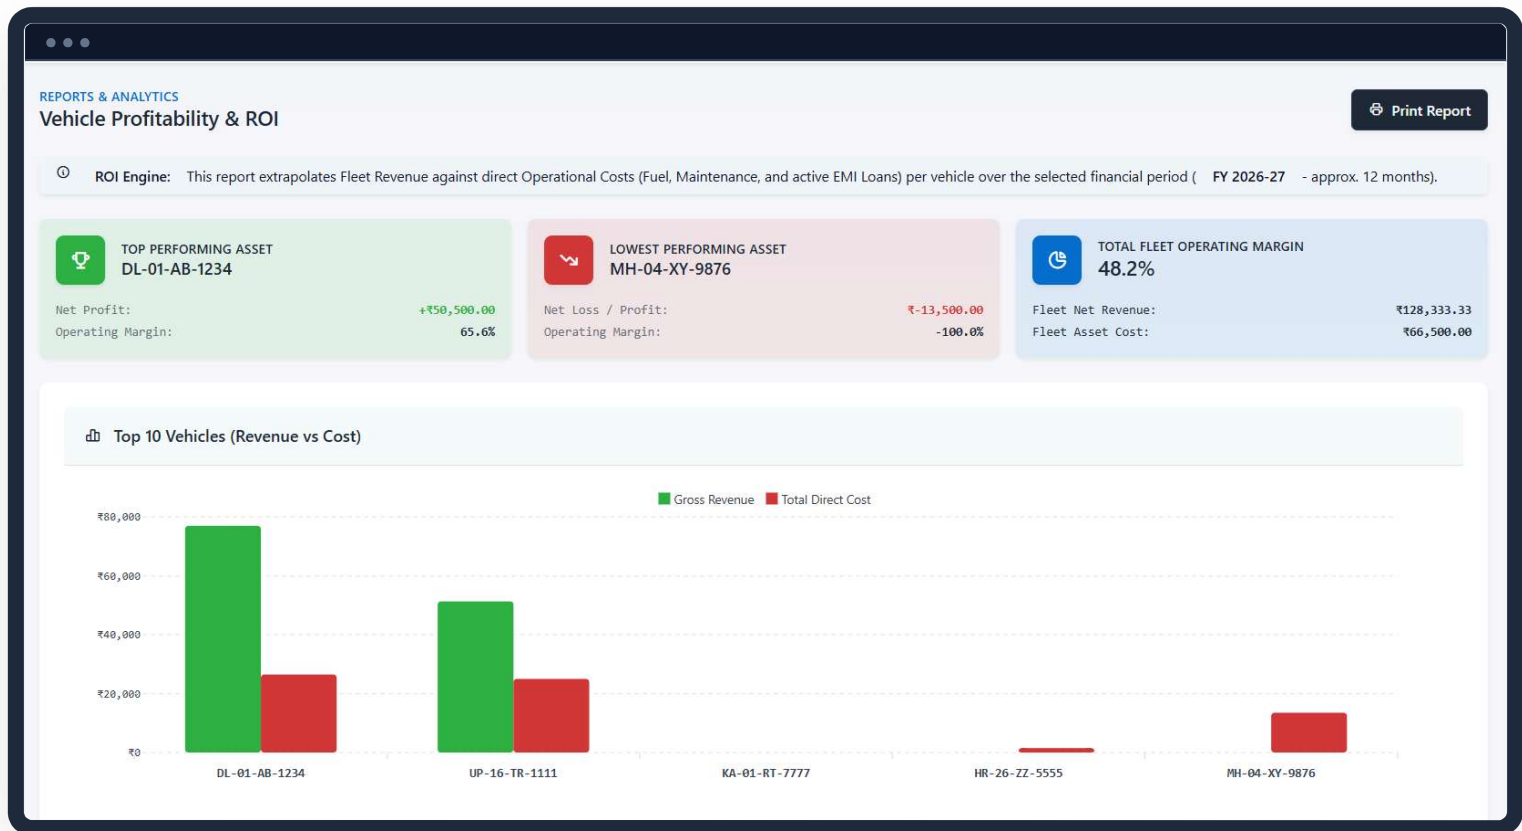 REPORTS & ANALYTICS
Vehicle Profitability & ROI
Print Report
ROI Engine: This report extrapolates Fleet Revenue against direct Operational Costs (Fuel, Maintenance, and active EMI Loans) per vehicle over the selected financial period ( FY 2026-27 - approx. 12 months).
TOP PERFORMING ASSET
DL-01-AB-1234
Net Profit: +₹50,500.00
Operating Margin: 65.6%
LOWEST PERFORMING ASSET
MH-04-XY-9876
Net Loss / Profit: ₹-13,500.00
Operating Margin: -100.0%
TOTAL FLEET OPERATING MARGIN
48.2%
Fleet Net Revenue: ₹128,333.33
Fleet Asset Cost: ₹66,500.00
Top 10 Vehicles (Revenue vs Cost)
Gross Revenue Total Direct Cost
₹80,000
₹60,000
₹40,000
₹20,000
₹0
DL-01-AB-1234 UP-16-TR-1111 KA-01-RT-7777 HR-26-ZZ-5555 MH-04-XY-9876